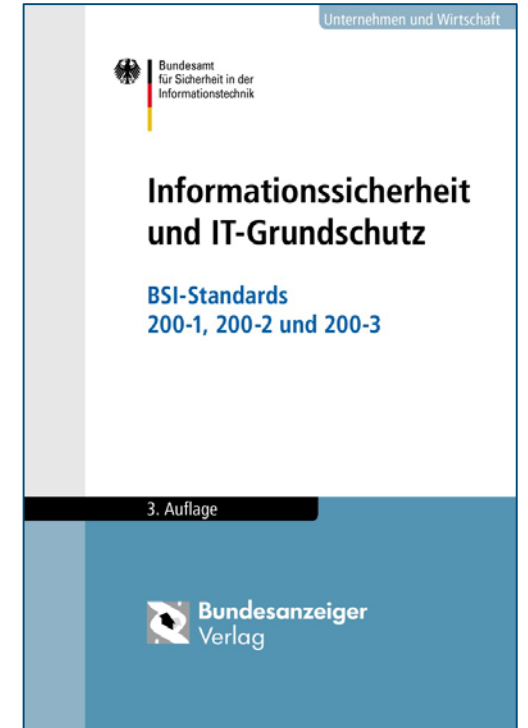 Unternehmen und Wirtschaft
Bundesamt
für Sicherheit in der
Informationstechnik
Informationssicherheit
und IT-Grundschutz
BSI-Standards
200-1, 200-2 und 200-3
3. Auflage
Bundesanzeiger
Verlag